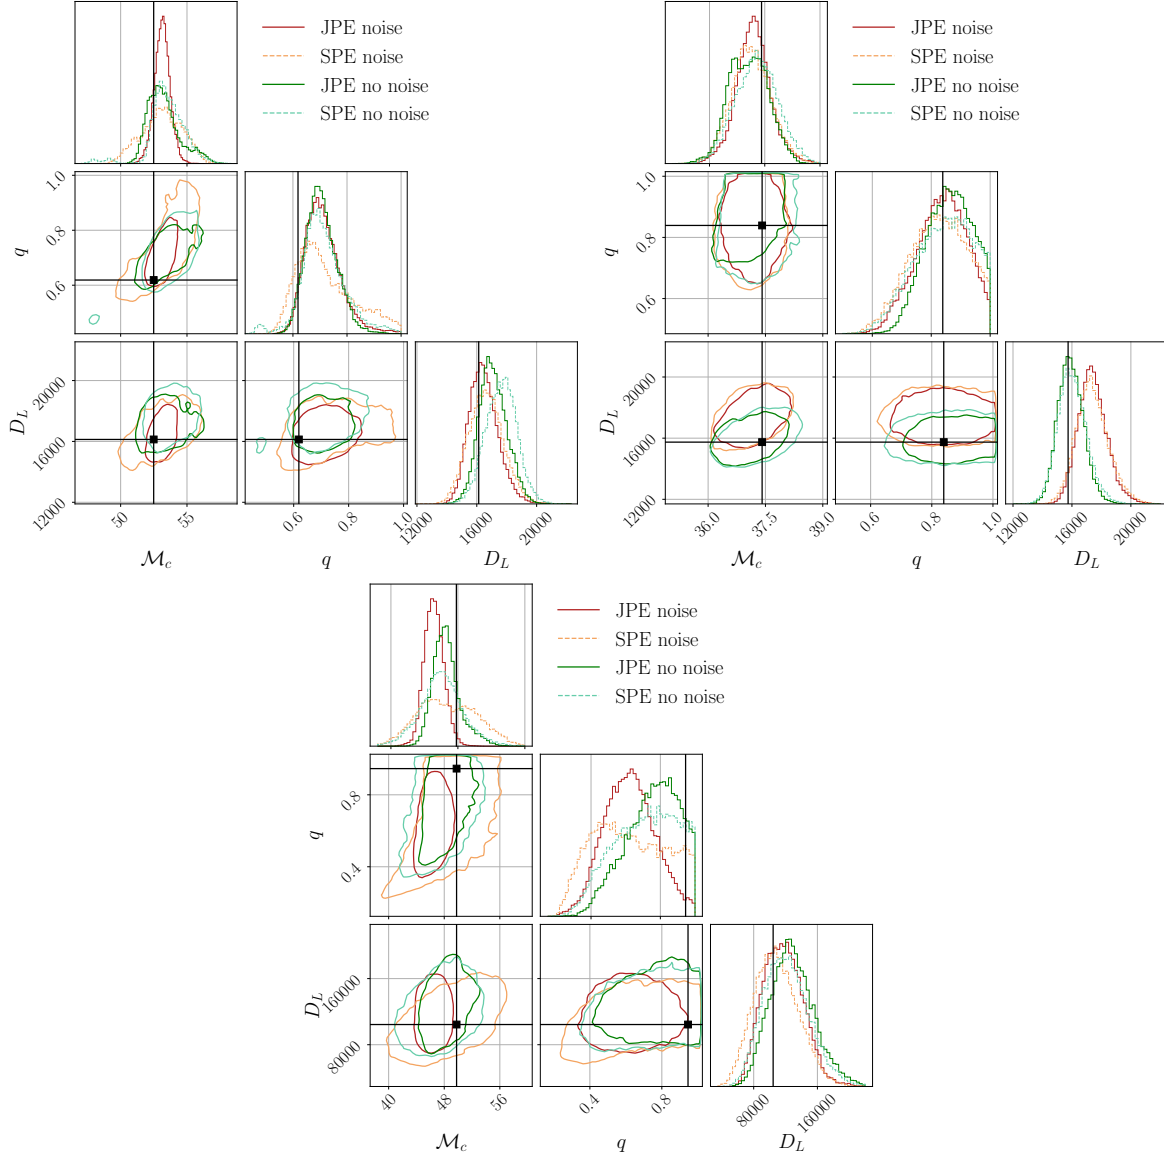 JPE noise
SPE noise
JPE no noise
SPE no noise
1.0
0.8
0.6
q
20000
16000
12000
D_L
50
55
M_c
0.6
0.8
1.0
q
12000
16000
20000
D_L
JPE noise
SPE noise
JPE no noise
SPE no noise
1.0
0.8
0.6
q
20000
16000
12000
D_L
36.0
37.5
39.0
M_c
0.6
0.8
1.0
q
12000
16000
20000
D_L
JPE noise
SPE noise
JPE no noise
SPE no noise
0.8
0.4
q
160000
80000
D_L
40
48
56
M_c
0.4
0.8
q
80000
160000
D_L